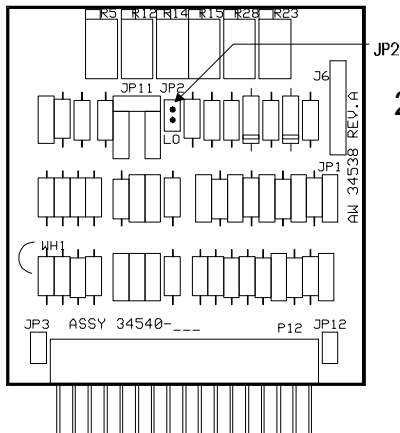 R5 R12 R14 R15 R28 R23
JP2
J6
JP11 JP2
LO
JP1
AW 34538 REV.A
WH1
JP3 ASSY 34540-___ P12 JP12